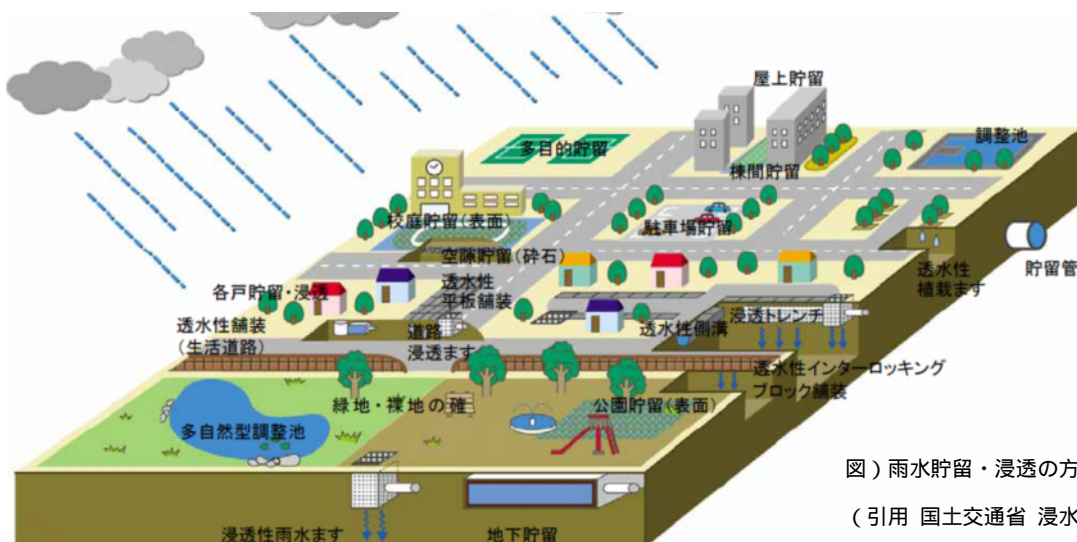 屋上貯留
多目的貯留
調整池
棟間貯留
校庭貯留(表面)
駐車場貯留
空隙貯留(砕石)
貯留管
透水性
植栽ます
透水性
平板舗装
各戸貯留・浸透
透水性舗装
(生活道路)
道路
浸透ます
浸透トレンチ
透水性側溝
透水性インターロッキング
ブロック舗装
緑地・裸地の確
公園貯留(表面)
多自然型調整池
浸透性雨水ます
地下貯留
図)雨水貯留・浸透の方
(引用 国土交通省 浸水